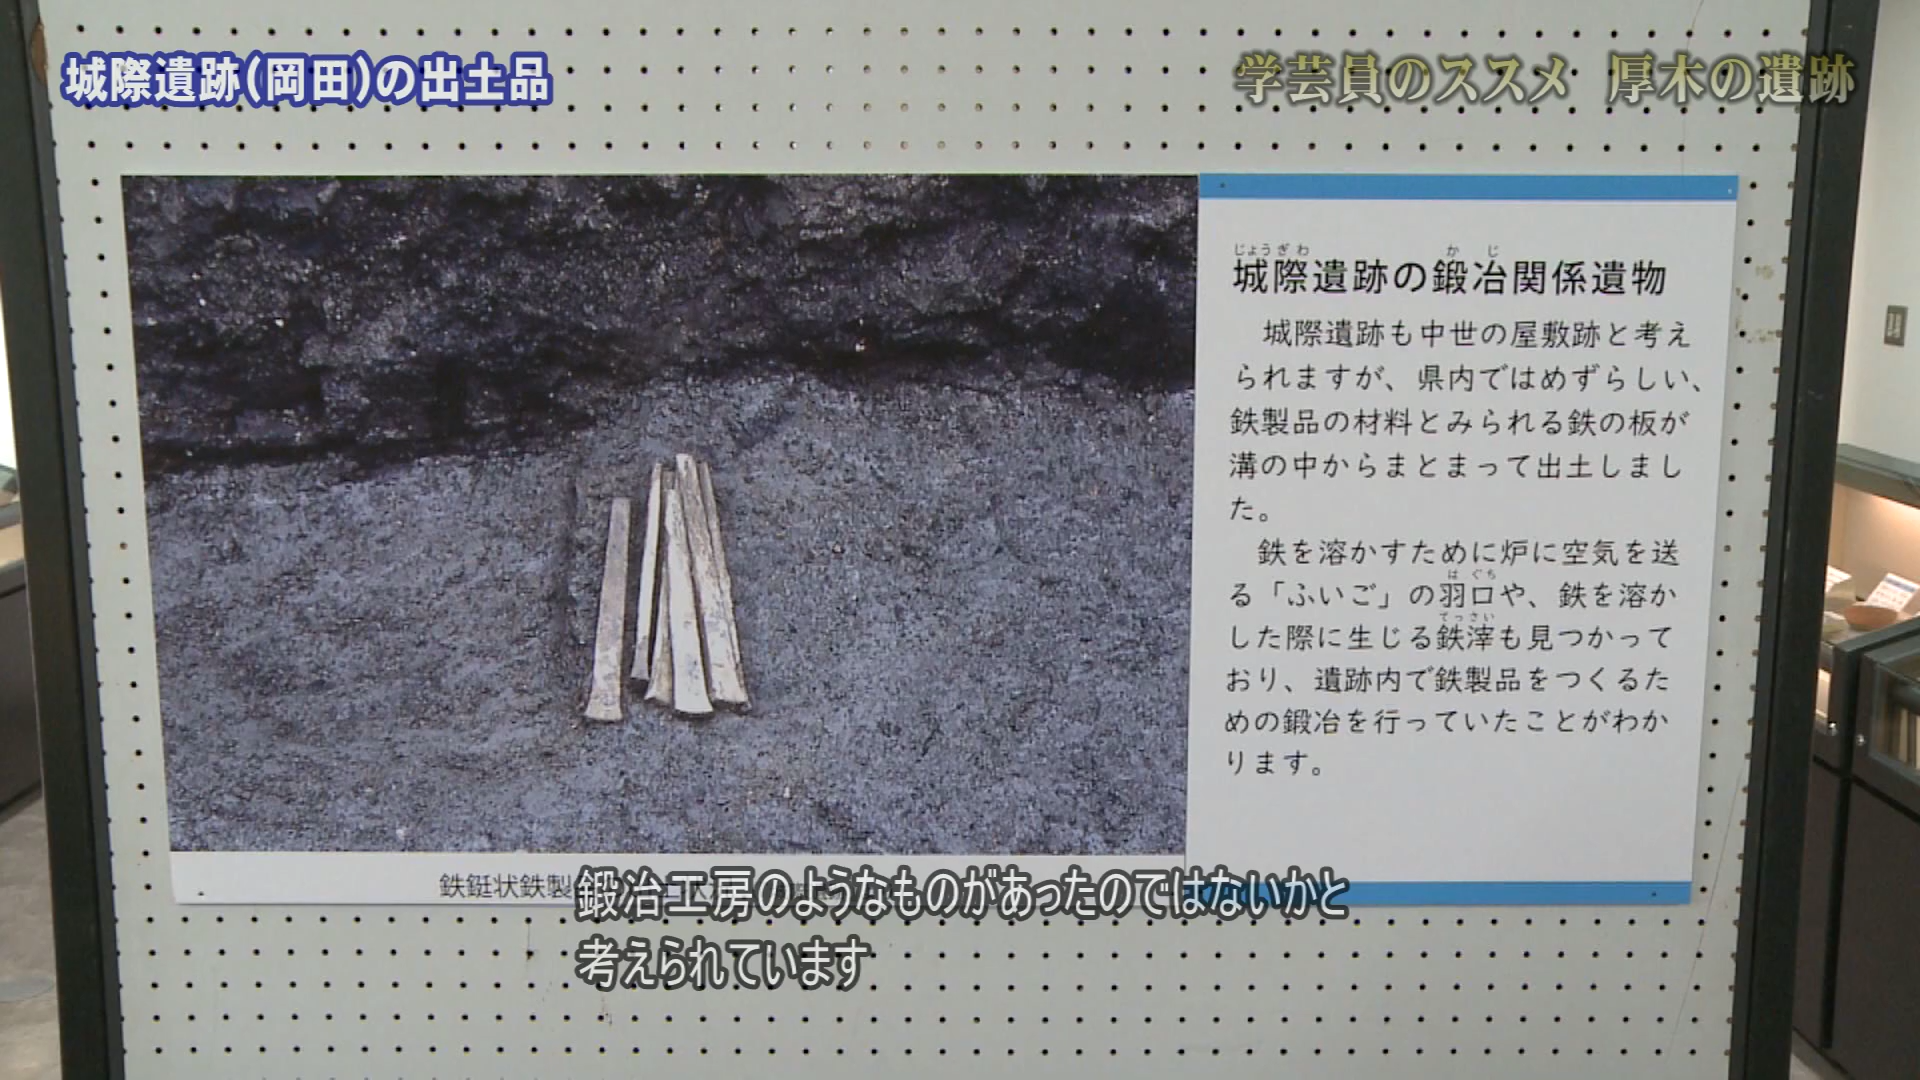 城際遺跡(岡田)の出土品
学芸員のススメ 厚木の遺跡
じょうぎわ かじ
城際遺跡の鍛冶関係遺物
城際遺跡も中世の屋敷跡と考え
られますが、県内ではめずらしい、
鉄製品の材料とみられる鉄の板が
溝の中からまとまって出土しまし
た。
鉄を溶かすために炉に空気を送
はぐち
る「ふいご」の羽口や、鉄を溶か
てっさい
した際に生じる鉄滓も見つかって
おり、遺跡内で鉄製品をつくるた
めの鍛冶を行っていたことがわか
ります。
鉄鋌状鉄製
鍛冶工房のようなものがあったのではないかと
考えられています